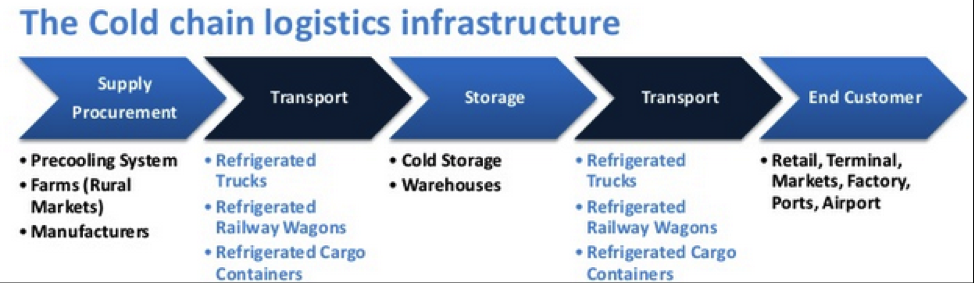 The Cold chain logistics infrastructure
Supply
Procurement
Transport
Storage
Transport
End Customer
• Precooling System
• Farms (Rural
Markets)
• Manufacturers
• Refrigerated
Trucks
• Refrigerated
Railway Wagons
• Refrigerated Cargo
Containers
• Cold Storage
• Warehouses
• Refrigerated
Trucks
• Refrigerated
Railway Wagons
• Refrigerated Cargo
Containers
• Retail, Terminal,
Markets, Factory,
Ports, Airport